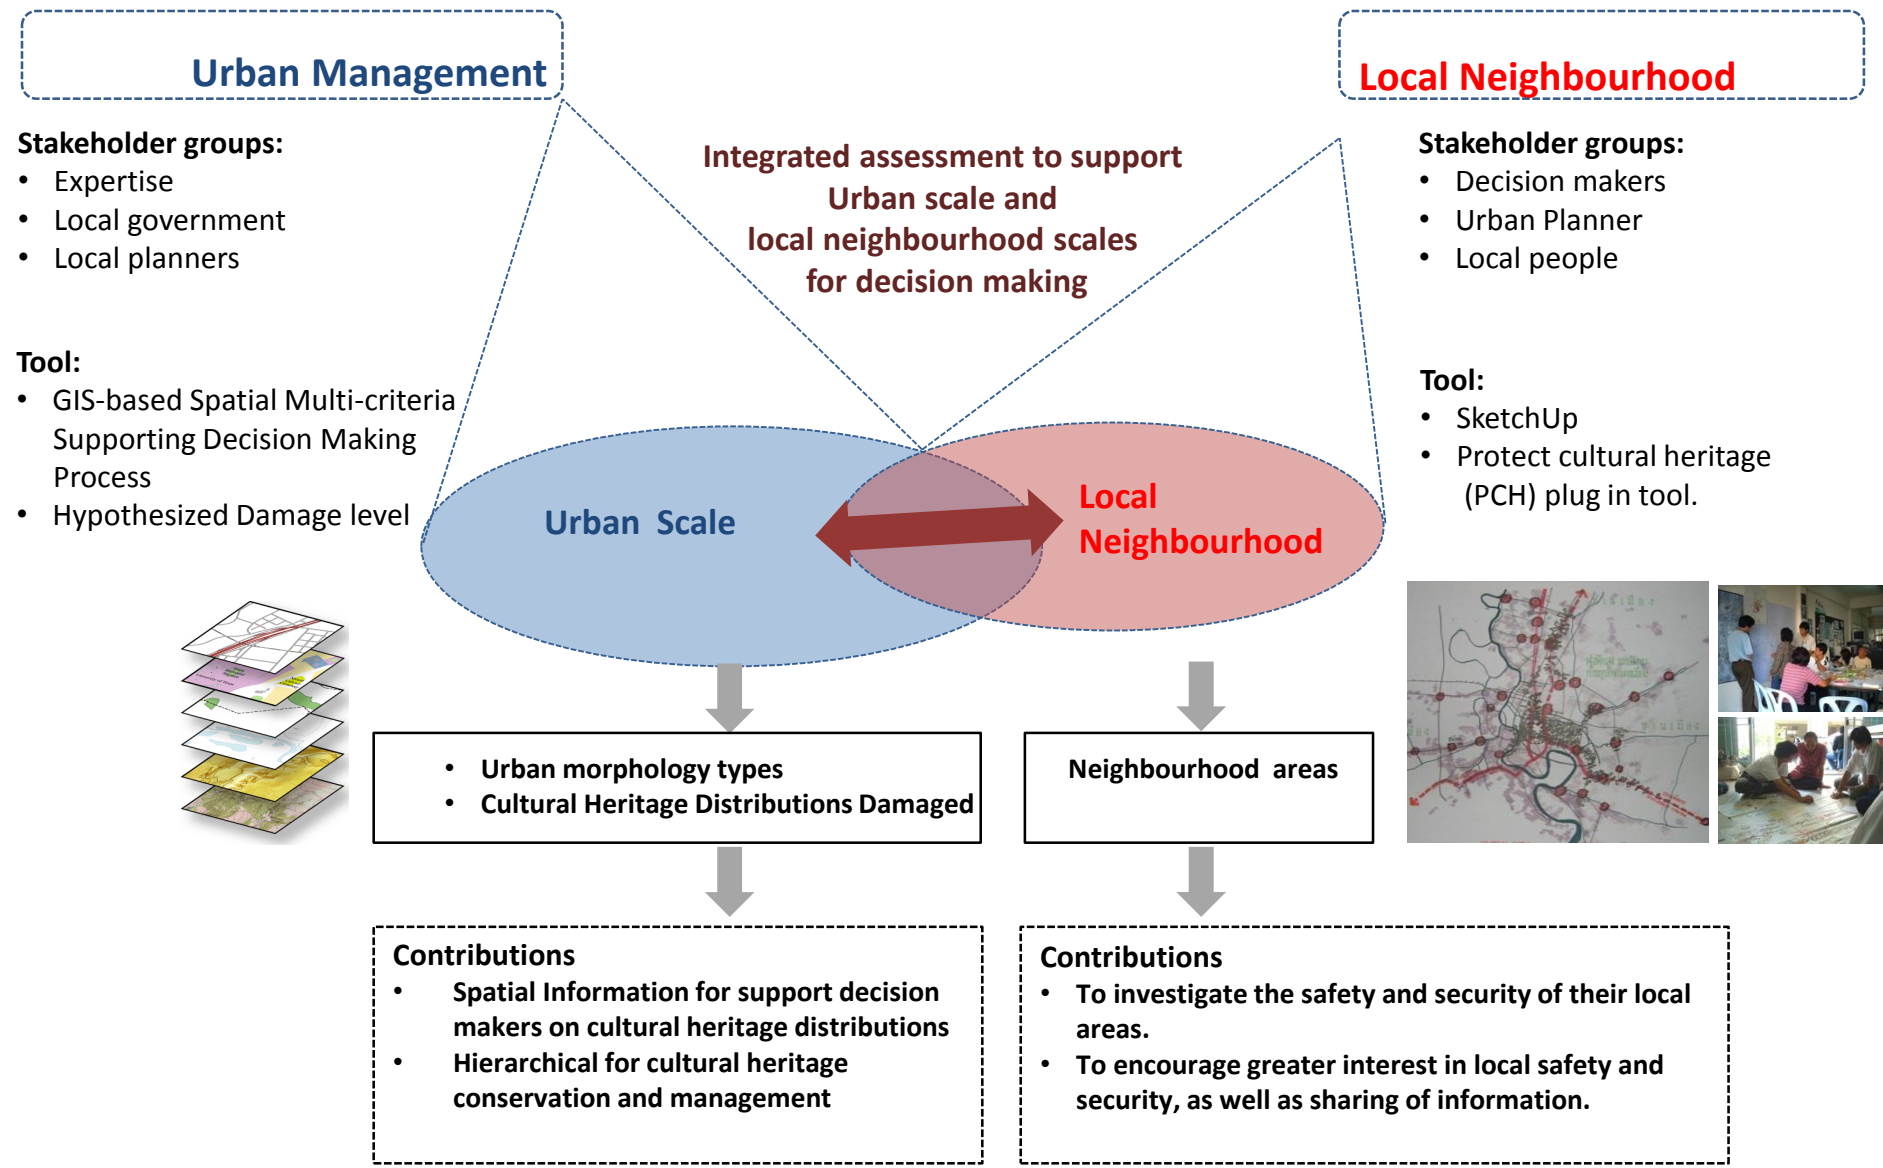 Urban Management
Stakeholder groups:
• Expertise
• Local government
• Local planners
Tool:
• GIS-based Spatial Multi-criteria
Supporting Decision Making
Process
• Hypothesized Damage level
Integrated assessment to support
Urban scale and
local neighbourhood scales
for decision making
Local Neighbourhood
Stakeholder groups:
• Decision makers
• Urban Planner
• Local people
Tool:
• SketchUp
• Protect cultural heritage
(PCH) plug in tool.
Urban Scale
Local
Neighbourhood
• Urban morphology types
• Cultural Heritage Distributions Damaged
Neighbourhood areas
Contributions
• Spatial Information for support decision
makers on cultural heritage distributions
• Hierarchical for cultural heritage
conservation and management
Contributions
• To investigate the safety and security of their local
areas.
• To encourage greater interest in local safety and
security, as well as sharing of information.